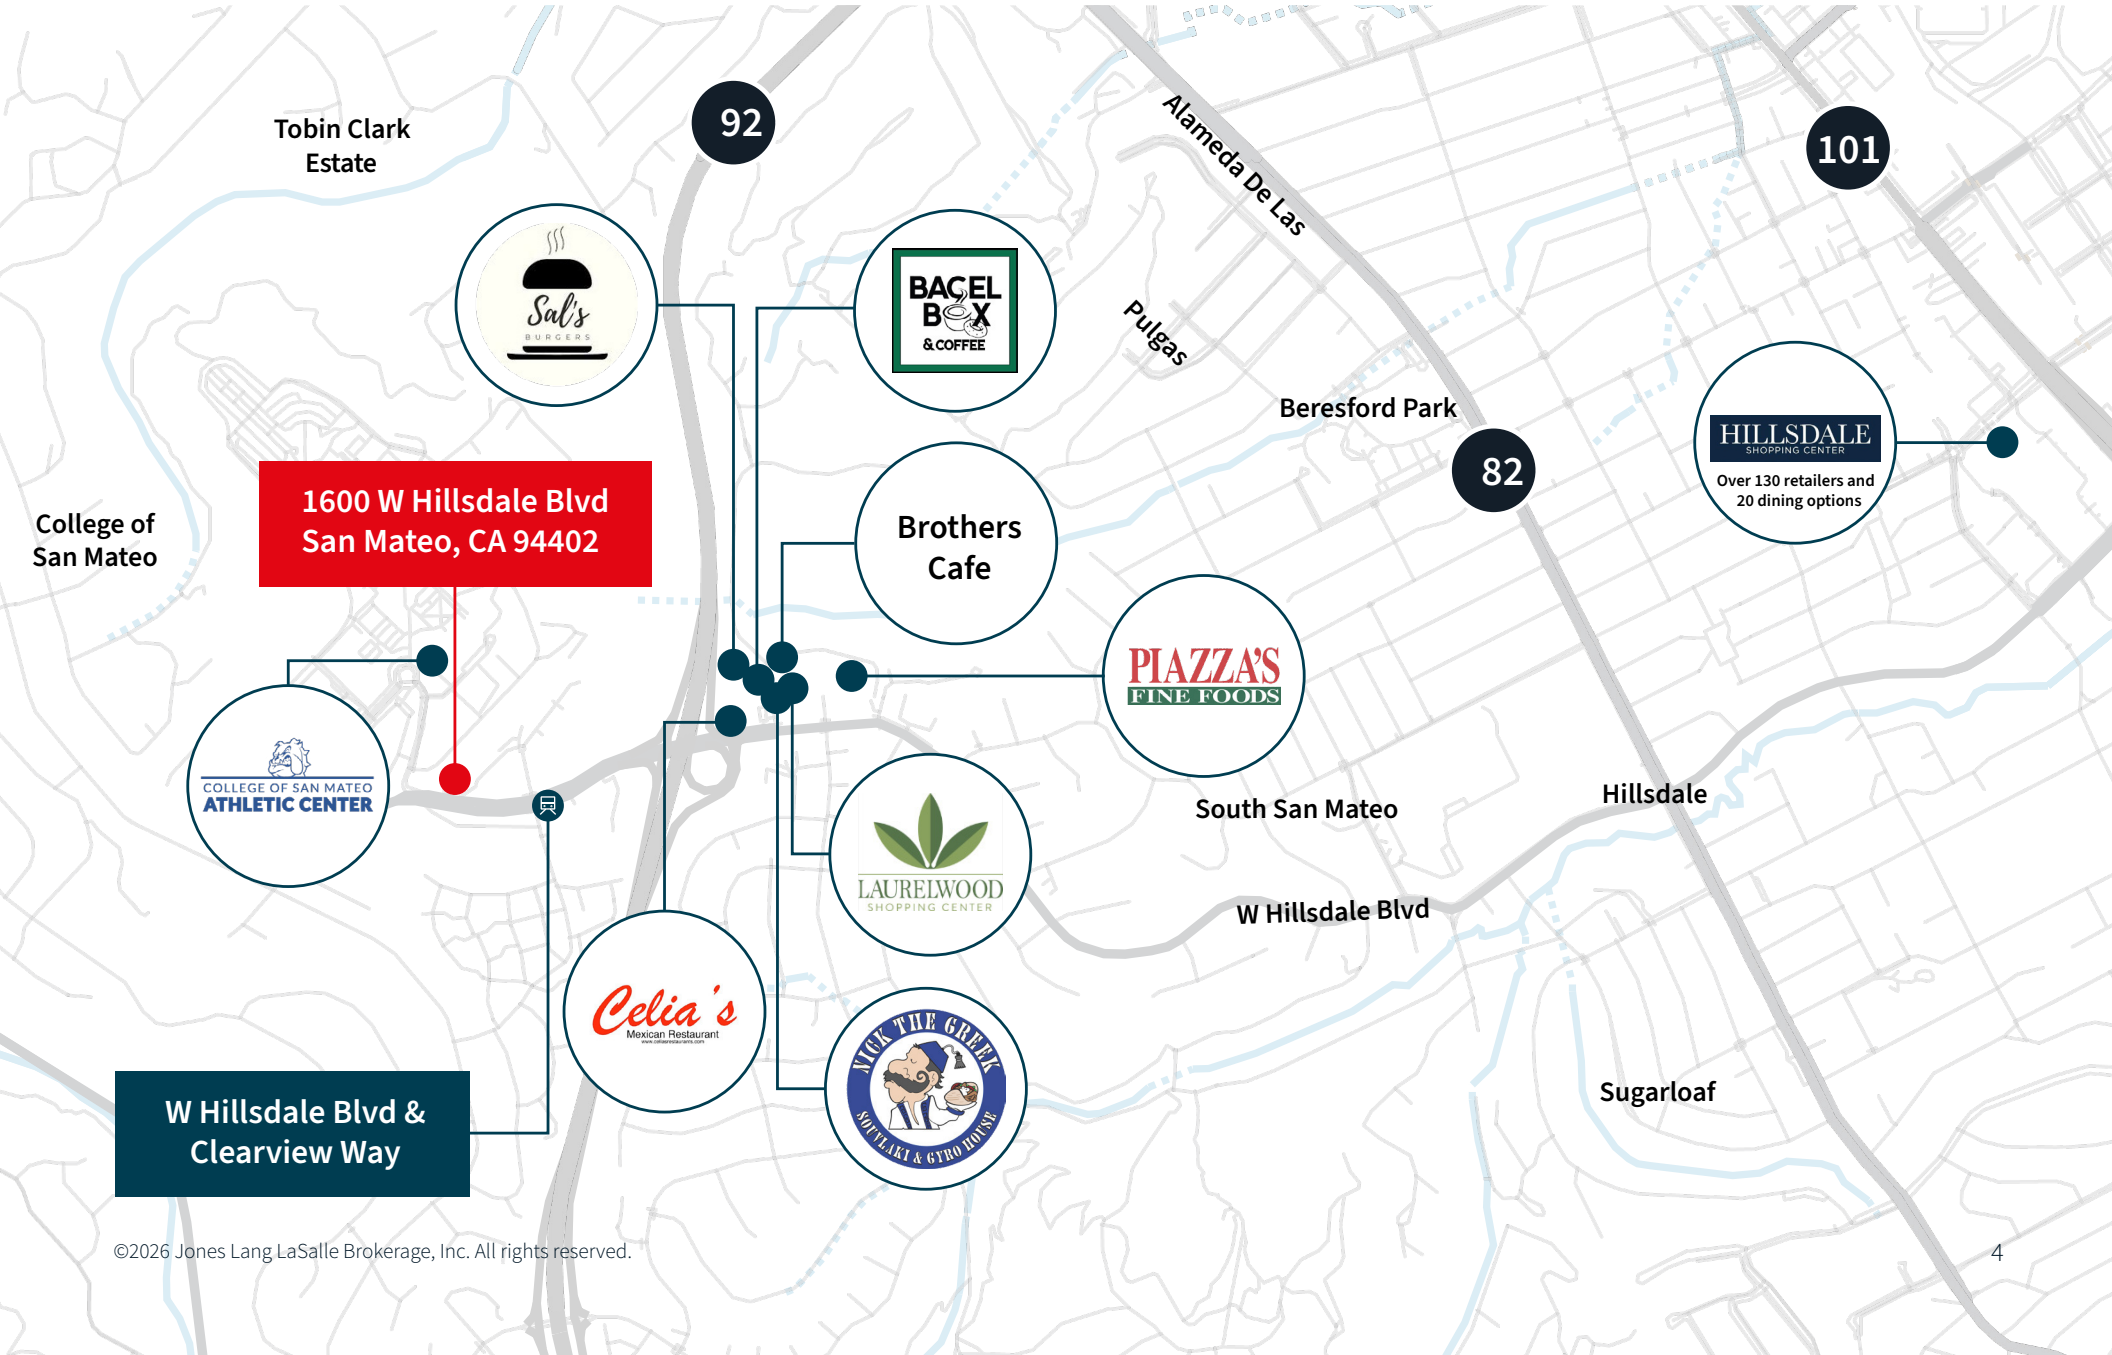 92
101
Tobin Clark
Estate
Alameda De Las
Pulgas
Sal's
BURGERS
BAGEL
BOX
& COFFEE
Beresford Park
82
HILLSDALE
SHOPPING CENTER
Over 130 retailers and
20 dining options
1600 W Hillsdale Blvd
San Mateo, CA 94402
College of
San Mateo
Brothers
Cafe
PIAZZA'S
FINE FOODS
COLLEGE OF SAN MATEO
ATHLETIC CENTER
South San Mateo
Hillsdale
LAURELWOOD
SHOPPING CENTER
W Hillsdale Blvd
Celia's
Mexican Restaurant
www.celiasrestaurants.com
NICK THE GREEK
SOUVLAKI & GYRO HOUSE
Sugarloaf
W Hillsdale Blvd &
Clearview Way
©2026 Jones Lang LaSalle Brokerage, Inc. All rights reserved.
4